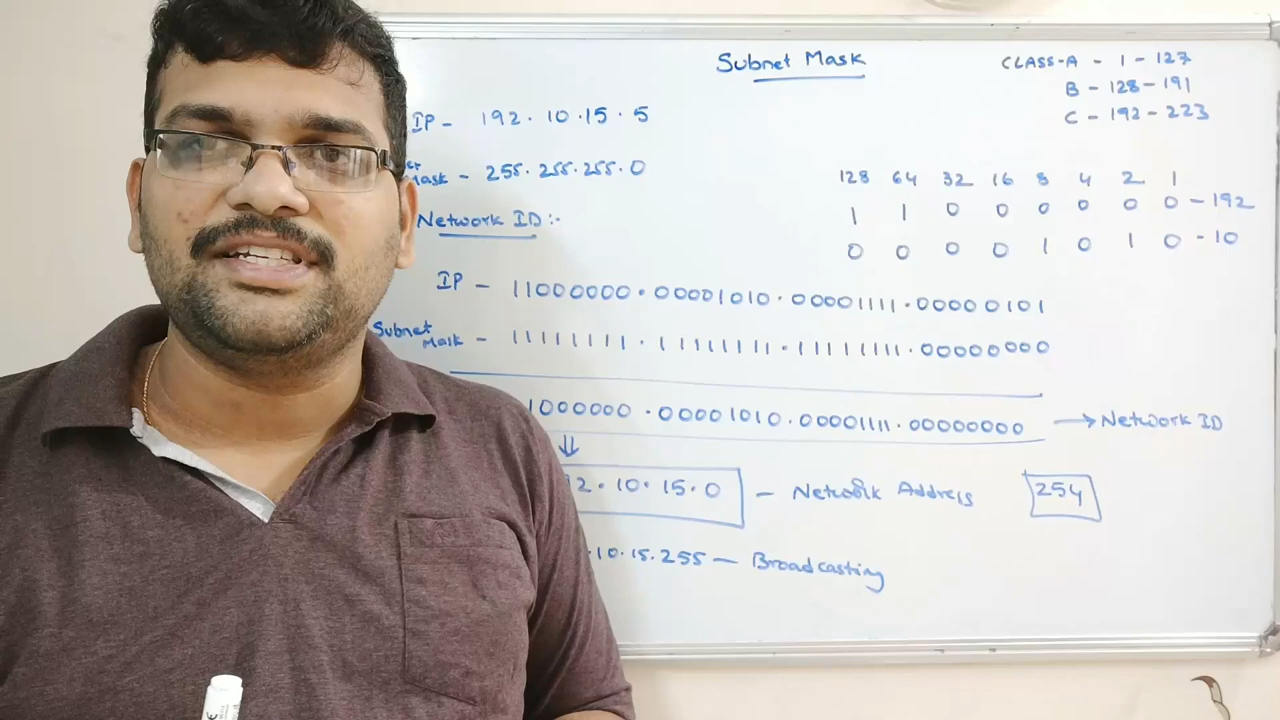 Subnet Mask
CLASS-A - 1 - 127
B - 128 - 191
C - 192 - 223
IP - 192.10.15.5
Mask - 255.255.255.0
Network ID:-
128 64 32 16 8 4 2 1
1 1 0 0 0 0 0 0 - 192
0 0 0 0 1 0 1 0 - 10
IP - 11000000.00001010.00001111.00000101
Subnet
Mask - 11111111.11111111.11111111.00000000
1000000.00001010.00001111.00000000 → Network ID
⇓
2.10.15.0 - Network Address
254
.10.15.255 - Broadcasting